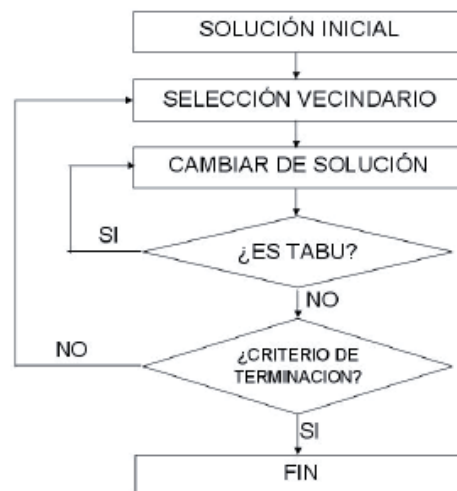 SOLUCIÓN INICIAL
SELECCIÓN VECINDARIO
CAMBIAR DE SOLUCIÓN
SI
¿ES TABU?
NO
NO
¿CRITERIO DE
TERMINACION?
SI
FIN